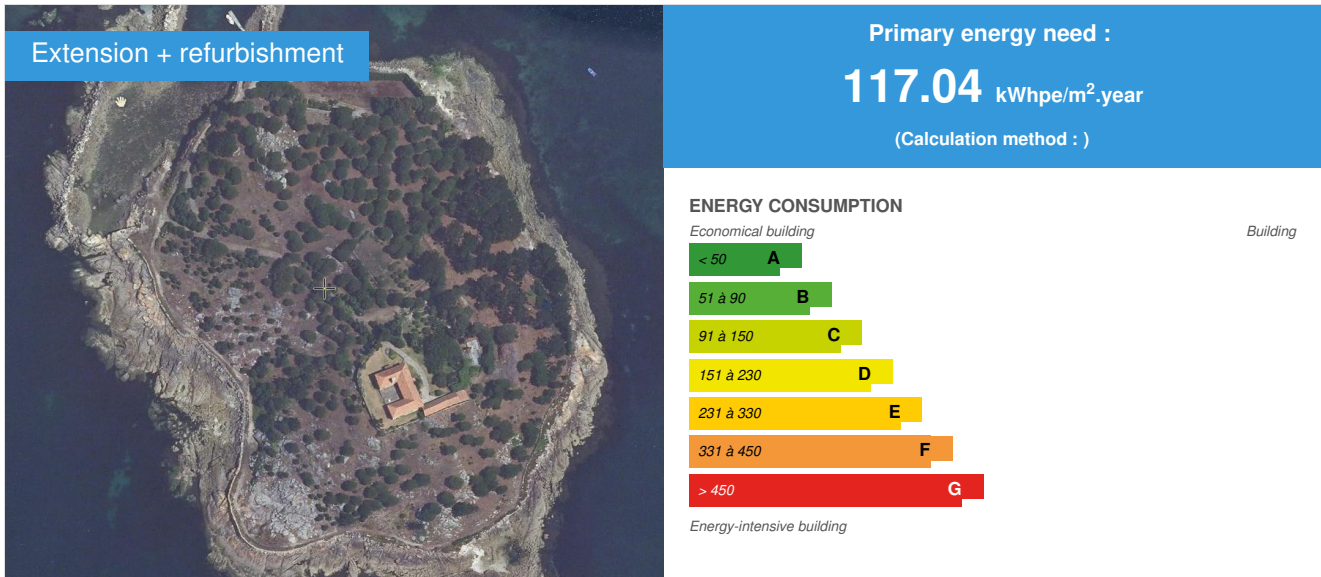 Extension + refurbishment
Primary energy need :
117.04 kWhpe/m².year
(Calculation method : )
ENERGY CONSUMPTION
Economical building
Building
< 50 A
51 à 90 B
91 à 150 C
151 à 230 D
231 à 330 E
331 à 450 F
> 450 G
Energy-intensive building